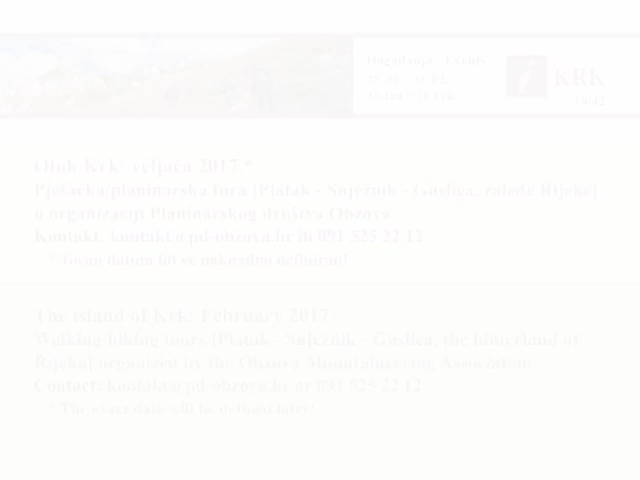 Događanja - Events
KRK
Otok Krk: veljača 2017.*
Pješačka/planinarska tura [Platak - Snježnik - Guslica, zaleđe Rijeke]
u organizaciji Planinarskog društva Obzova
Kontakt: kontakt@pd-obzova.hr ili 091 525 22 12
* Točan datum bit će naknadno definiran!
The island of Krk: February 2017.*
Walking/hiking tours [Platak - Snježnik - Guslica, the hinterland of
Rijeka] organised by the Obzova Mountaineering Association
Contact: kontakt@pd-obzova.hr or 091 525 22 12
* The exact date will be defined later!